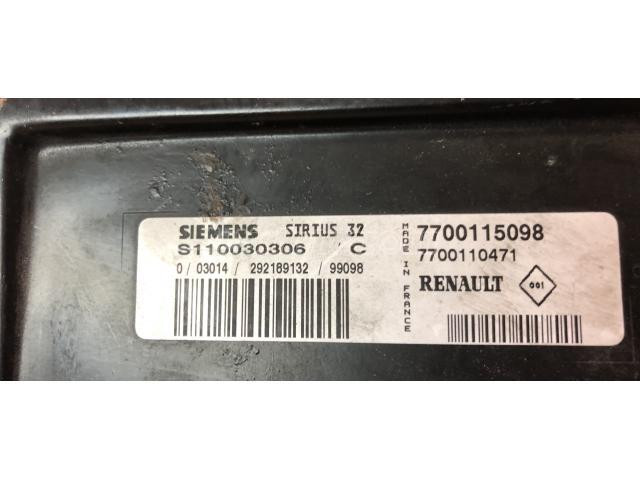 SIEMENS SIRIUS 32
S110030306 C
0 / 03014 / 292189132 / 99098
MADE IN FRANCE
7700115098
7700110471
RENAULT 001